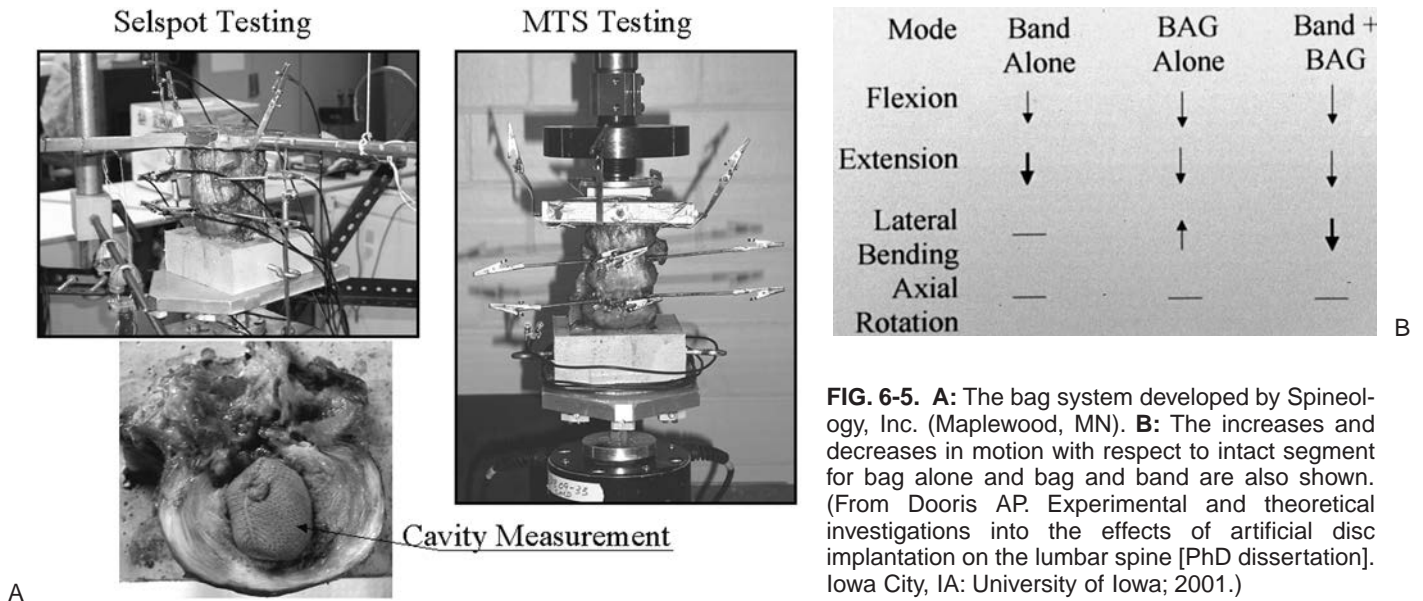 Selspot Testing
MTS Testing
Cavity Measurement
A
Mode Band Alone BAG Alone Band + BAG
Flexion ↓ ↓ ↓
Extension ↓ ↓ ↓
Lateral Bending — ↑ ↓
Axial Rotation — — —
B
FIG. 6-5. A: The bag system developed by Spineol-
ogy, Inc. (Maplewood, MN). B: The increases and
decreases in motion with respect to intact segment
for bag alone and bag and band are also shown.
(From Dooris AP. Experimental and theoretical
investigations into the effects of artificial disc
implantation on the lumbar spine [PhD dissertation].
Iowa City, IA: University of Iowa; 2001.)